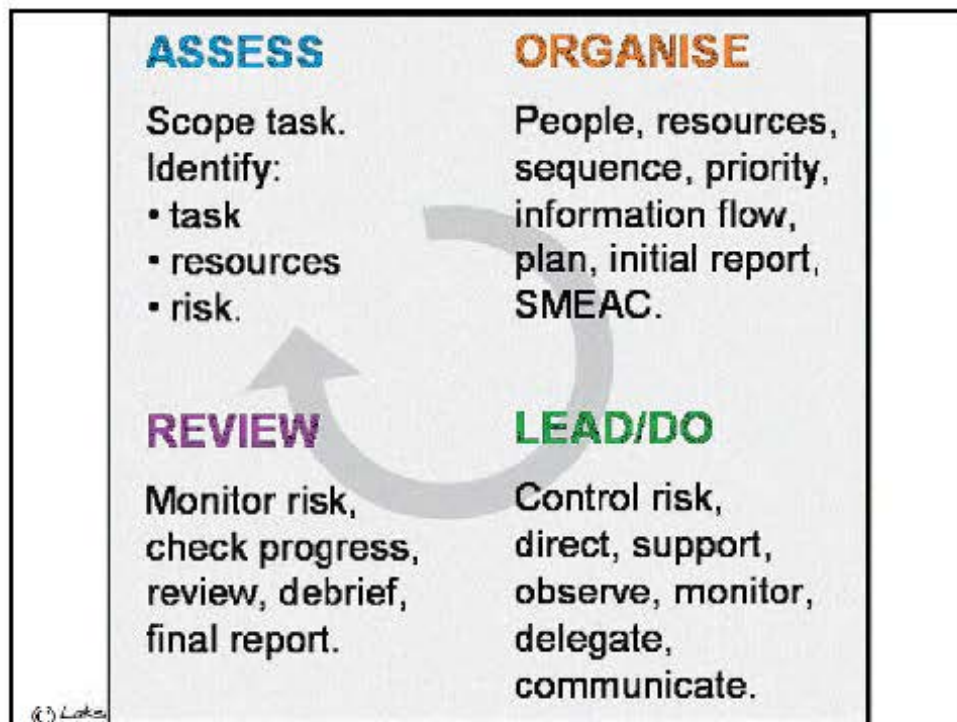 ASSESS
Scope task.
Identify:
• task
• resources
• risk.
ORGANISE
People, resources,
sequence, priority,
information flow,
plan, initial report,
SMEAC.
REVIEW
Monitor risk,
check progress,
review, debrief,
final report.
LEAD/DO
Control risk,
direct, support,
observe, monitor,
delegate,
communicate.
©